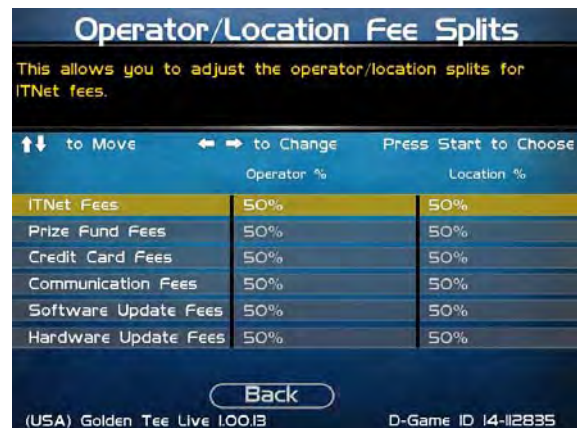 Operator/Location Fee Splits
This allows you to adjust the operator/location splits for
ITNet fees.
to Move to Change Press Start to Choose
Operator % Location %
ITNet Fees 50% 50%
Prize Fund Fees 50% 50%
Credit Card Fees 50% 50%
Communication Fees 50% 50%
Software Update Fees 50% 50%
Hardware Update Fees 50% 50%
Back
(USA) Golden Tee Live 1.00.13 D-Game ID 14-112835